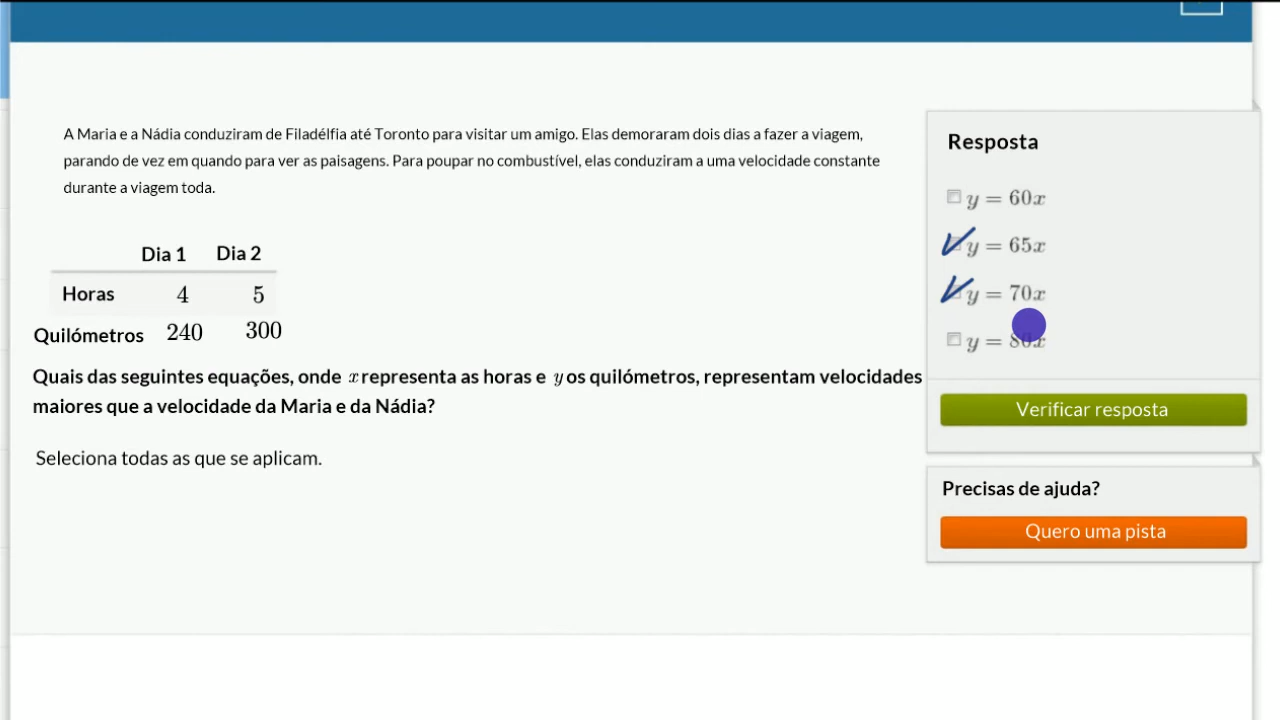 A Maria e a Nádia conduziram de Filadélfia até Toronto para visitar um amigo. Elas demoraram dois dias a fazer a viagem,
parando de vez em quando para ver as paisagens. Para poupar no combustível, elas conduziram a uma velocidade constante
durante a viagem toda.
Dia 1 Dia 2
Horas 4 5
Quilómetros 240 300
Quais das seguintes equações, onde x representa as horas e y os quilómetros, representam velocidades
maiores que a velocidade da Maria e da Nádia?
Seleciona todas as que se aplicam.
Resposta
y = 60x
y = 65x
y = 70x
y = 80x
Verificar resposta
Precisas de ajuda?
Quero uma pista